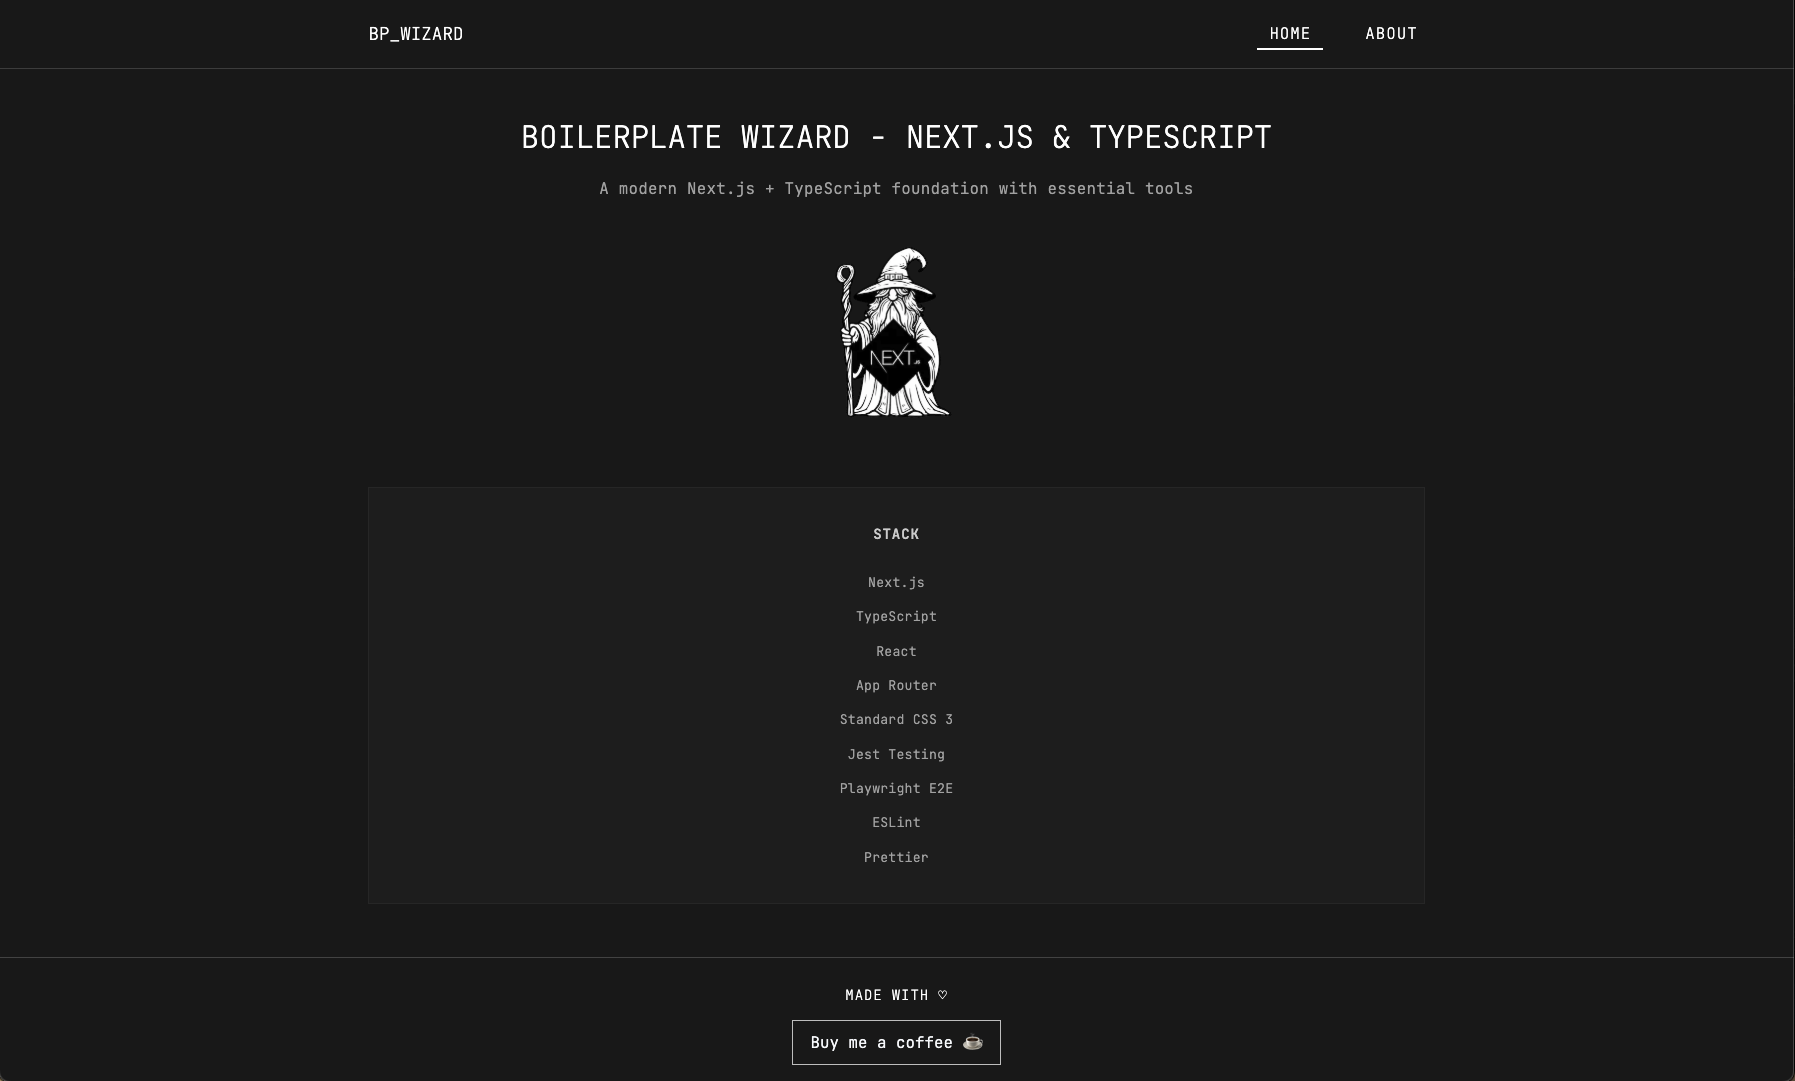 BP_WIZARD
HOME
ABOUT
BOILERPLATE WIZARD - NEXT.JS & TYPESCRIPT
A modern Next.js + TypeScript foundation with essential tools
NEXT.JS
STACK
Next.js
TypeScript
React
App Router
Standard CSS 3
Jest Testing
Playwright E2E
ESLint
Prettier
MADE WITH ♡
Buy me a coffee ☕